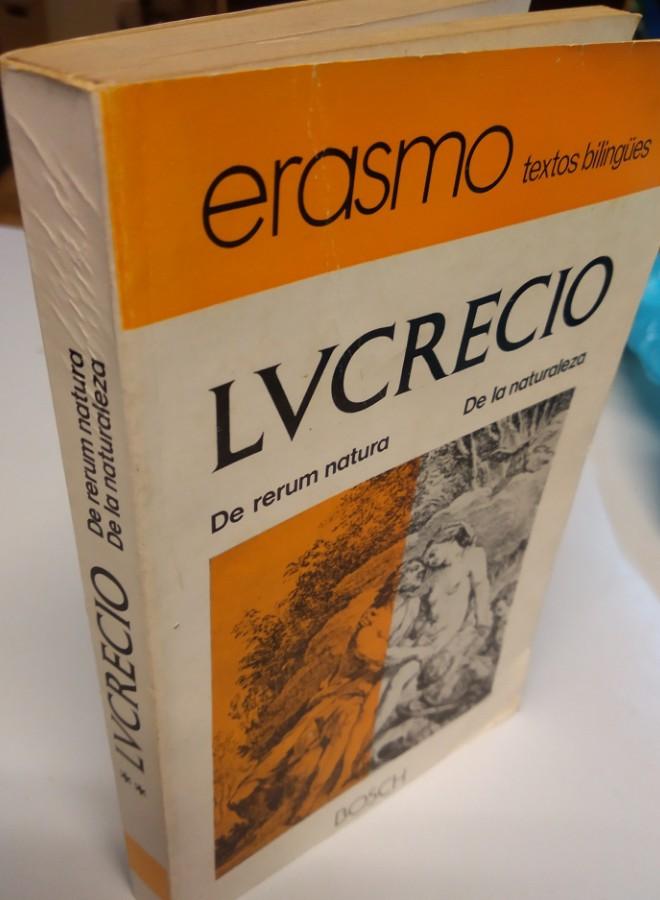 erasmo textos bilingües
LVCRECIO
De rerum natura De la naturaleza
BOSCH
** LVCRECIO De rerum natura
De la naturaleza